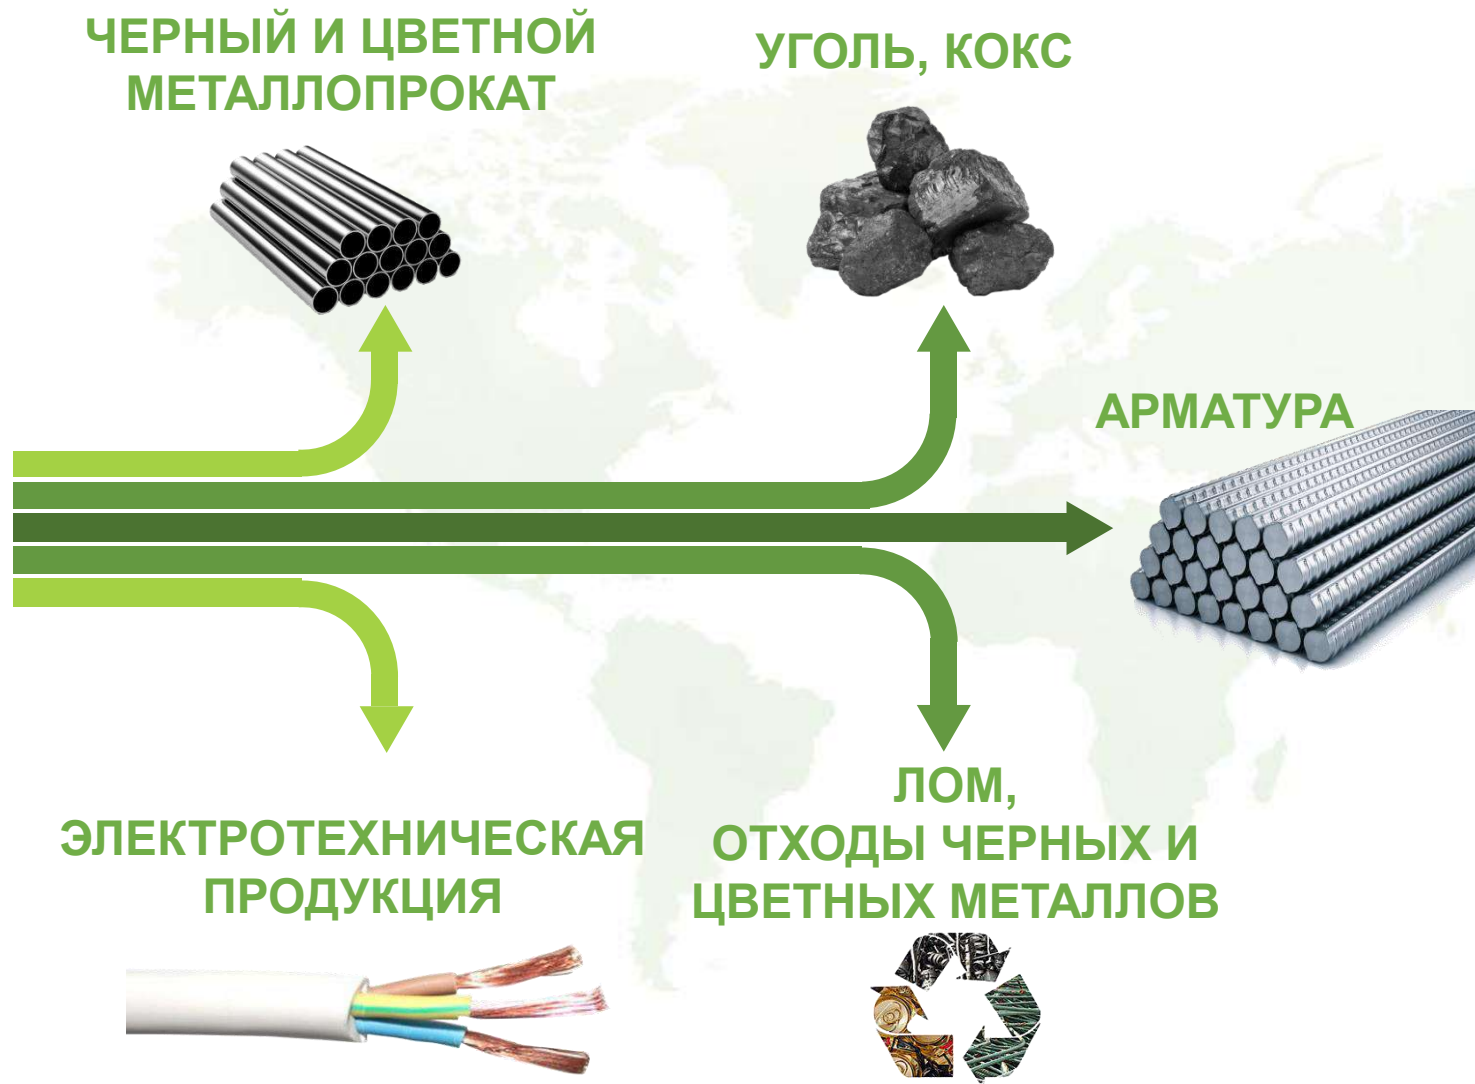 ЧЕРНЫЙ И ЦВЕТНОЙ
МЕТАЛЛОПРОКАТ
УГОЛЬ, КОКС
АРМАТУРА
ЭЛЕКТРОТЕХНИЧЕСКАЯ
ПРОДУКЦИЯ
ЛОМ,
ОТХОДЫ ЧЕРНЫХ И
ЦВЕТНЫХ МЕТАЛЛОВ